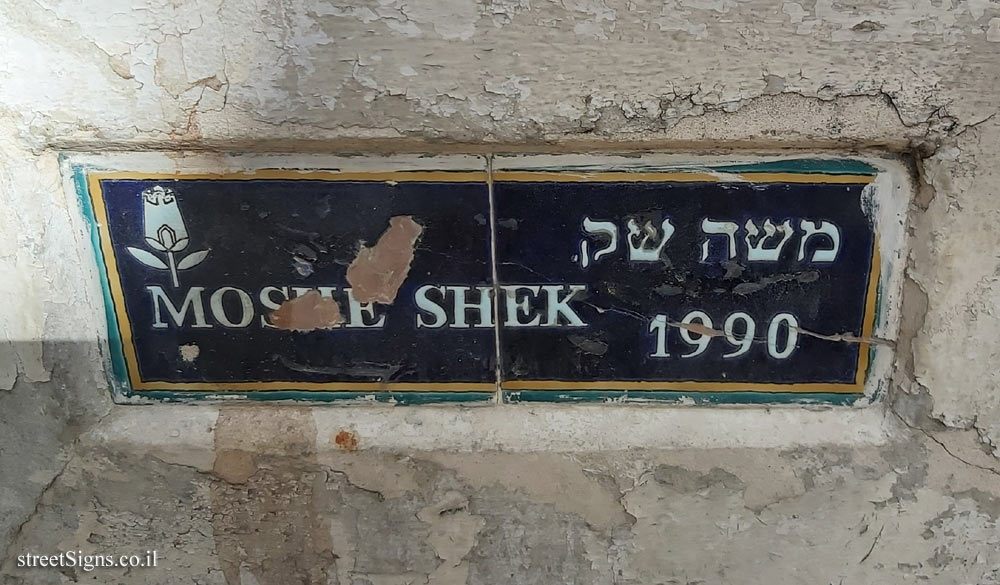 משה שק
MOSHE SHEK
1990
streetSigns.co.il